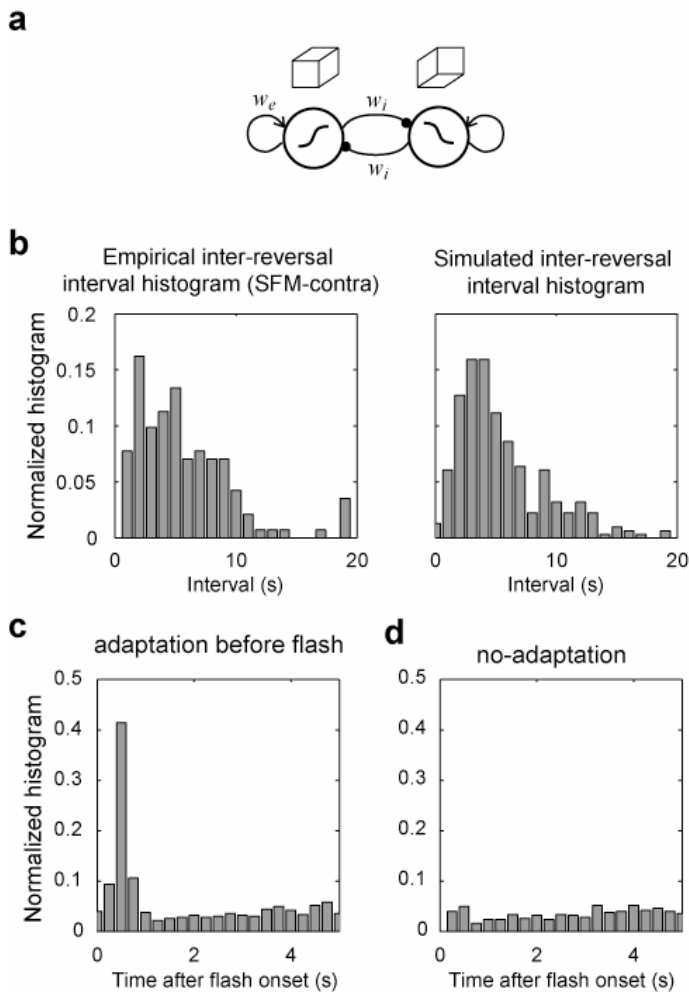 a
w_e
w_i
w_i
b
Empirical inter-reversal
interval histogram (SFM-contra)
Simulated inter-reversal
interval histogram
Normalized histogram
0.2
0.15
0.1
0.05
0
0
10
20
Interval (s)
0
10
20
Interval (s)
c
adaptation before flash
Normalized histogram
0.5
0.4
0.3
0.2
0.1
0
0
2
4
Time after flash onset (s)
d
no-adaptation
0.5
0.4
0.3
0.2
0.1
0
0
2
4
Time after flash onset (s)